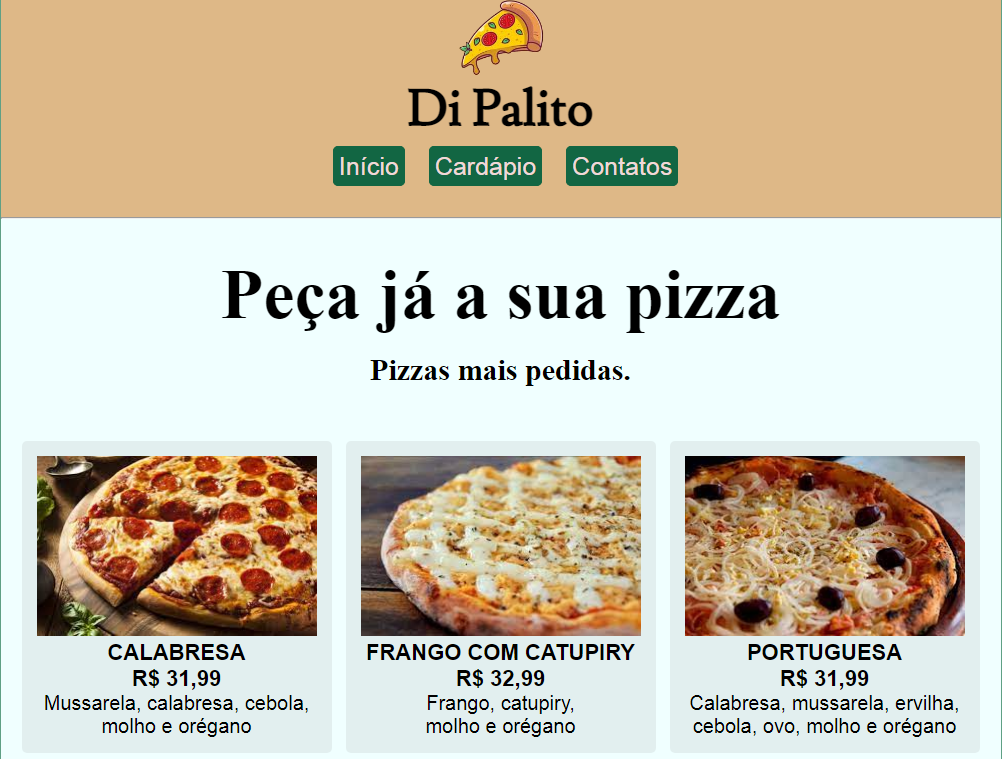 Di Palito
Início Cardápio Contatos
Peça já a sua pizza
Pizzas mais pedidas.
CALABRESA
R$ 31,99
Mussarela, calabresa, cebola,
molho e orégano
FRANGO COM CATUPIRY
R$ 32,99
Frango, catupiry,
molho e orégano
PORTUGUESA
R$ 31,99
Calabresa, mussarela, ervilha,
cebola, ovo, molho e orégano